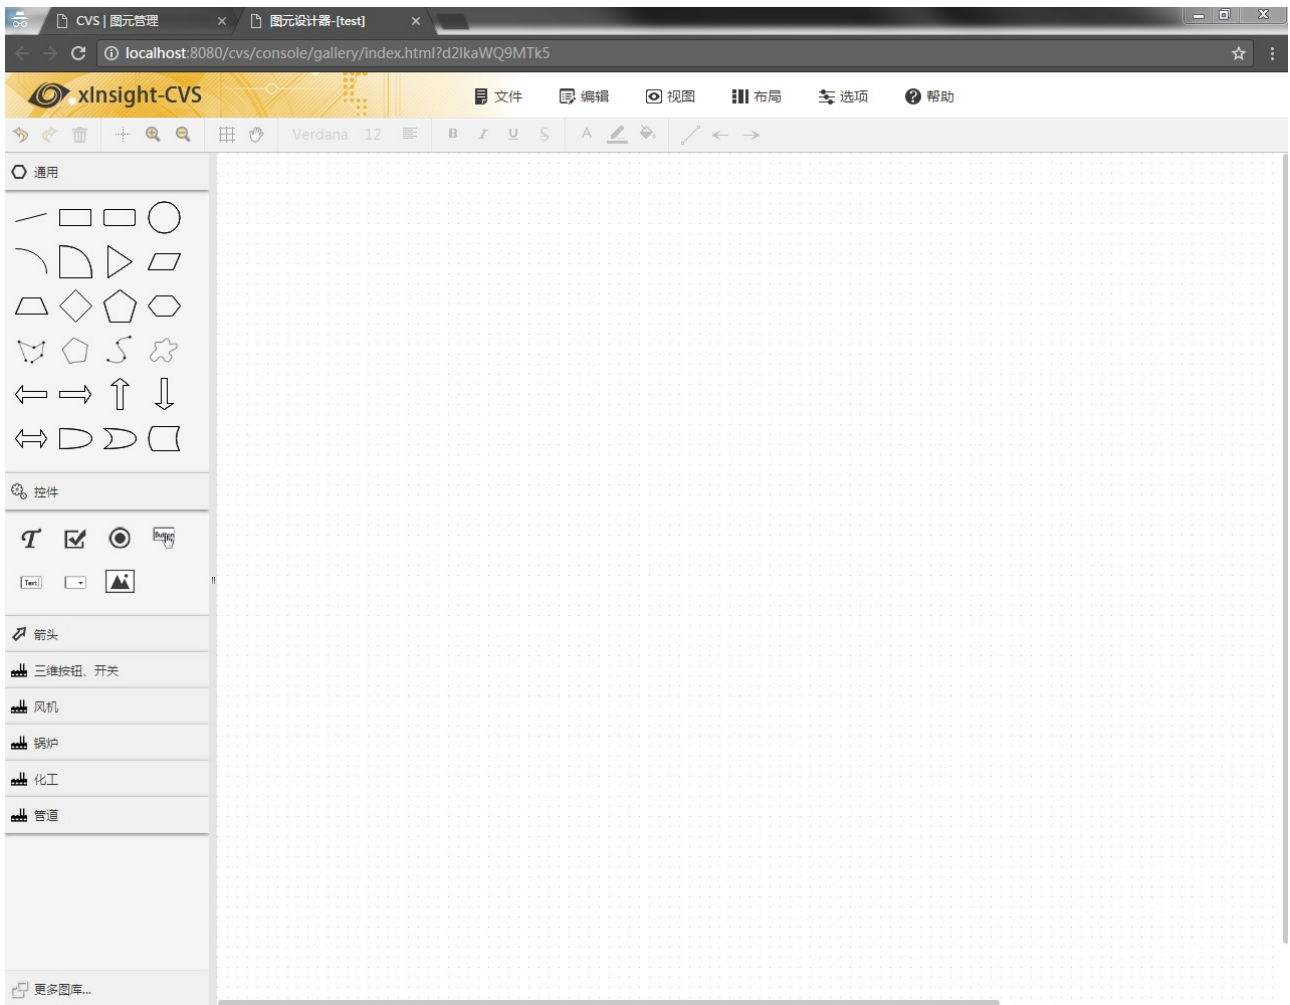 CVS | 图元管理
图元设计器-[test]
localhost:8080/cvs/console/gallery/index.html?d2lkaWQ9MTk5
xInsight-CVS
文件 编辑 视图 布局 选项 帮助
Verdana 12 B I U S A
通用
控件
T Button
Text
箭头
三维按钮、开关
风机
锅炉
化工
管道
更多图库...